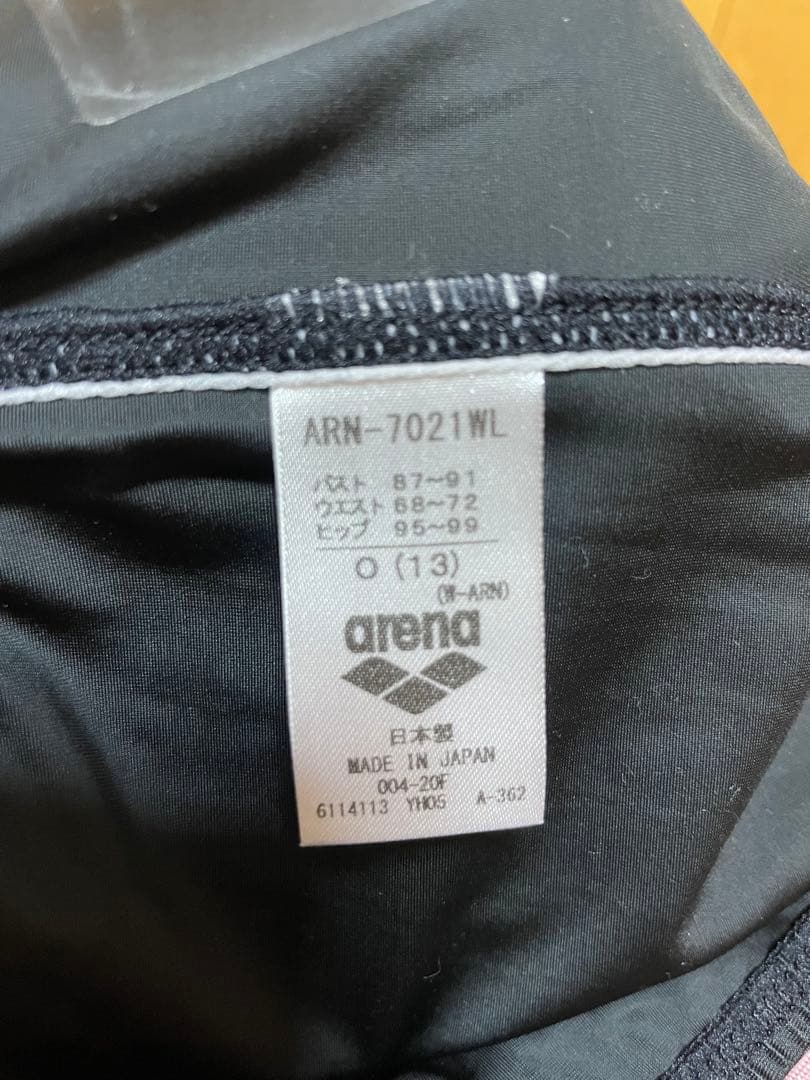 ARN-7021WL
バスト 87~91
ウエスト 68~72
ヒップ 95~99
O (13)
(W-ARN)
arena
日本製
MADE IN JAPAN
004-20F
6114113 YH05 A-362